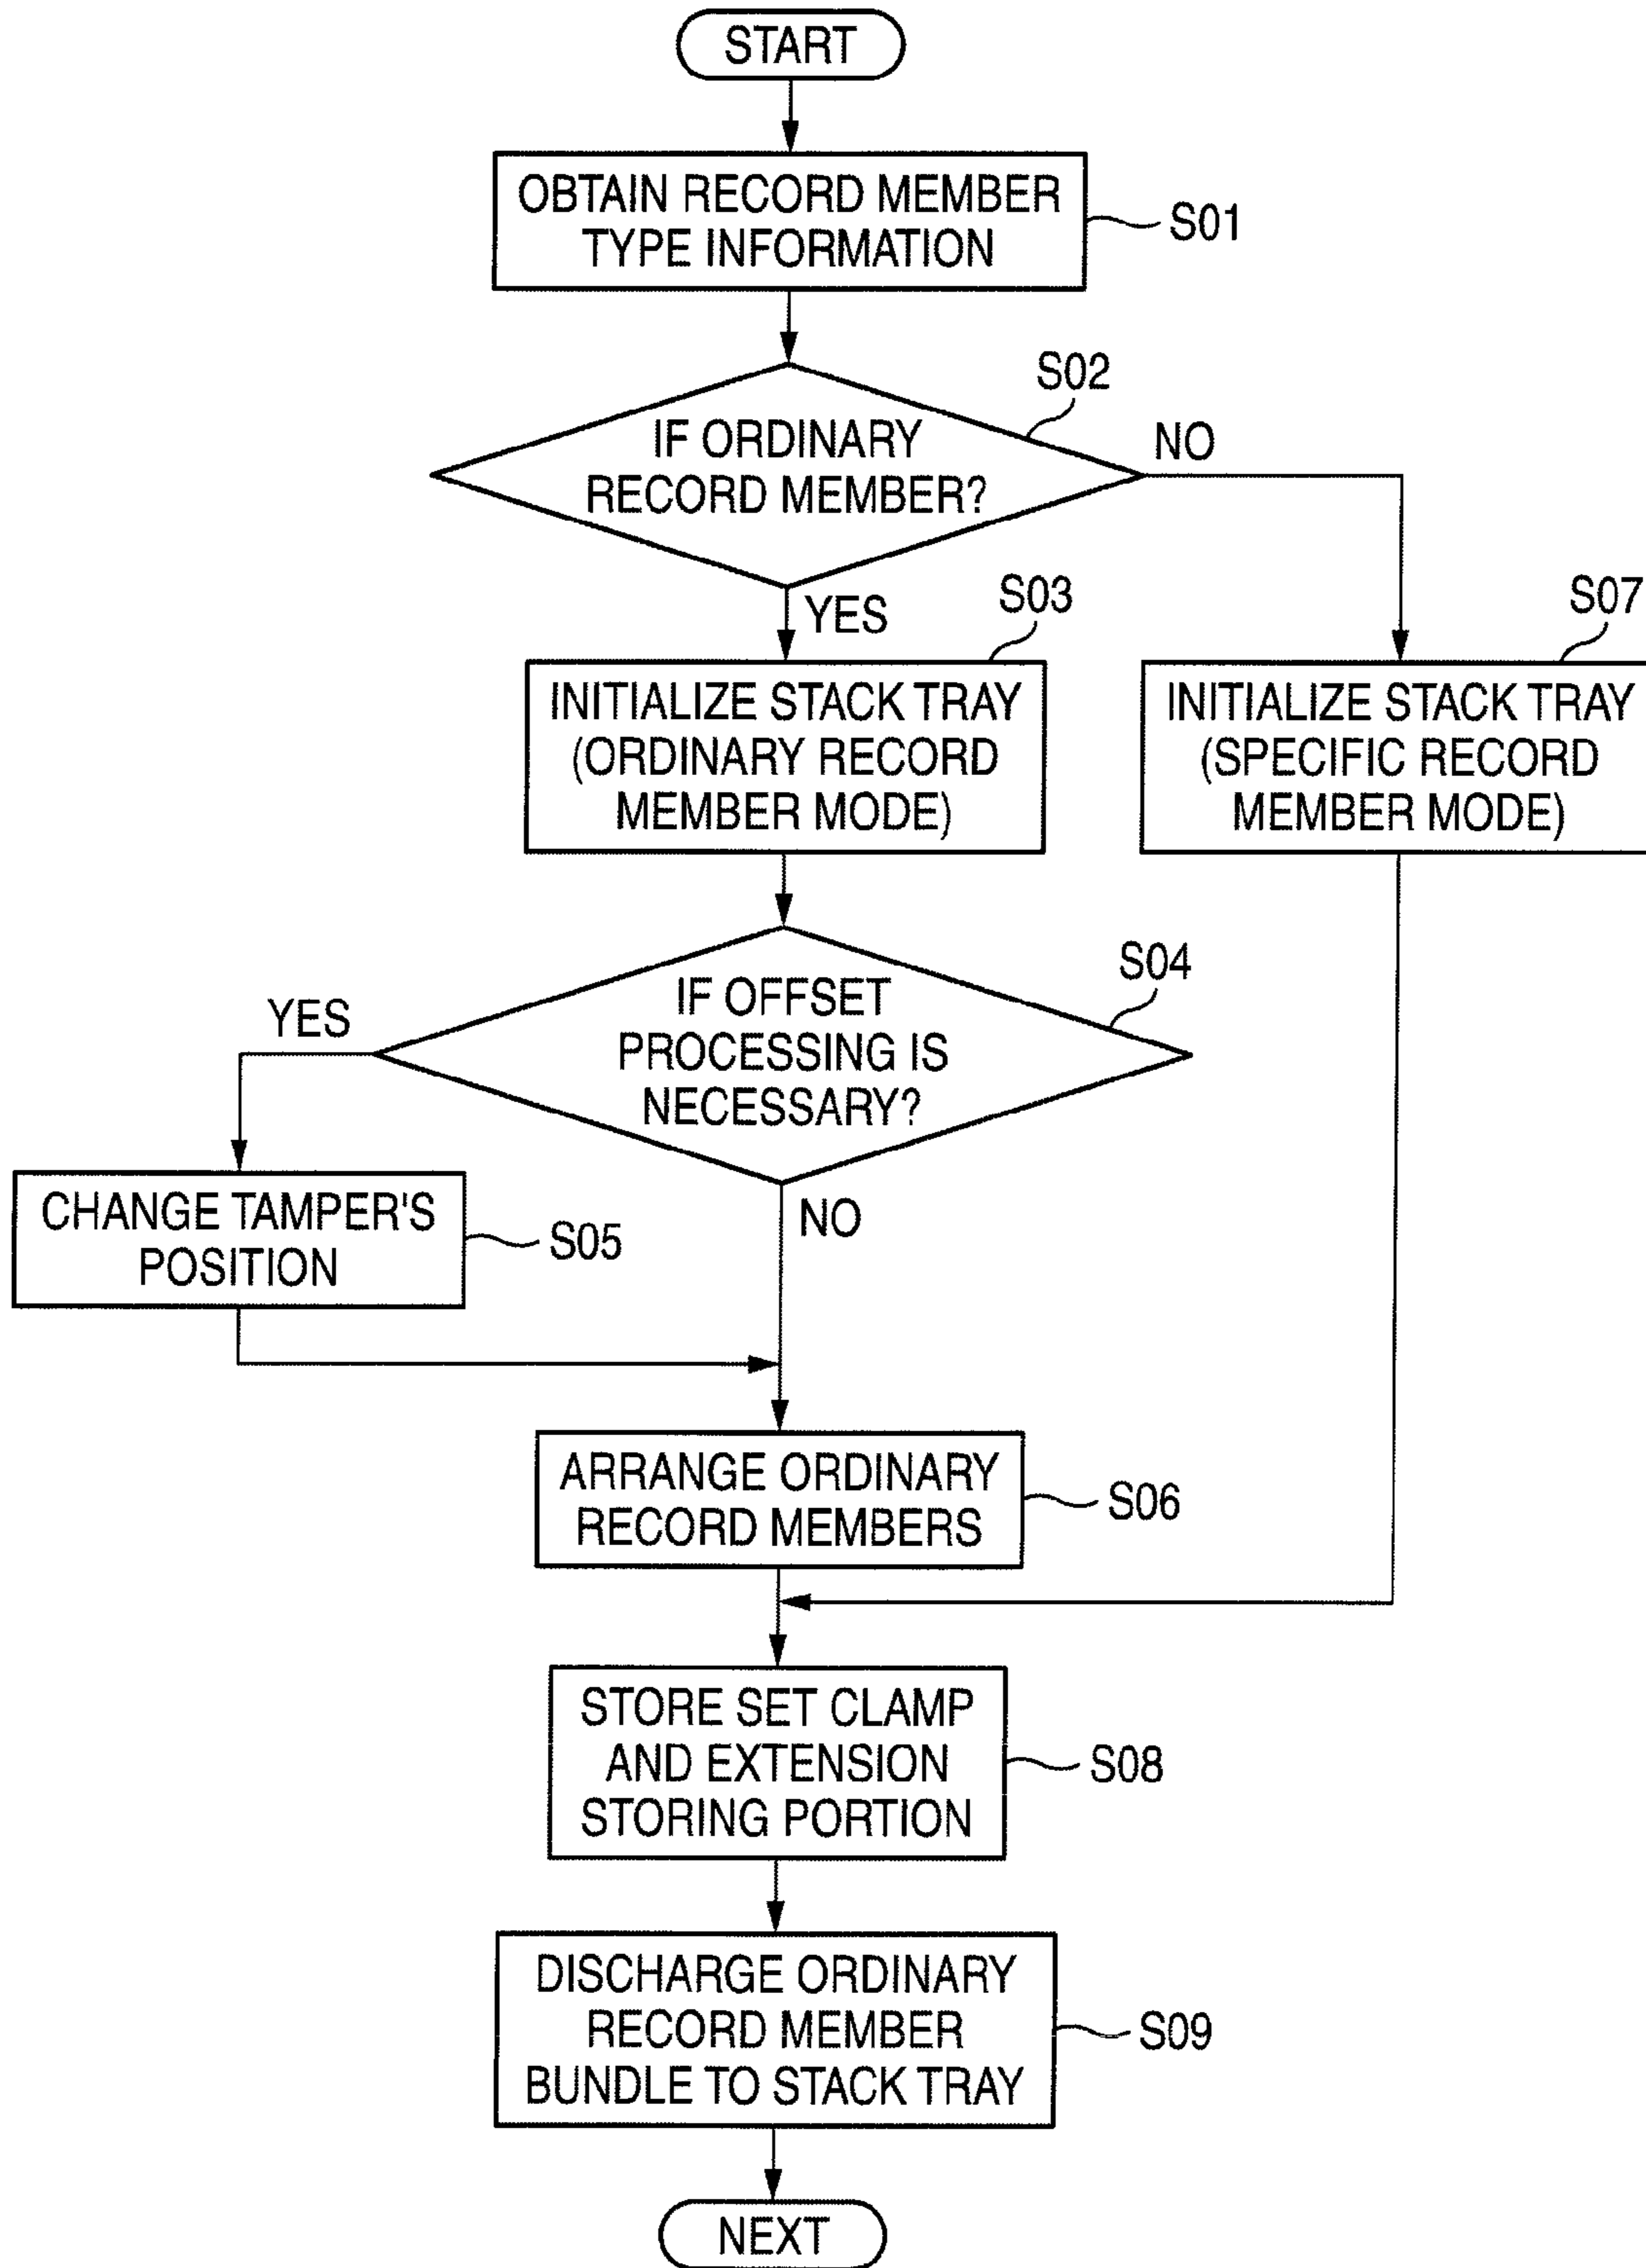 START
OBTAIN RECORD MEMBER
TYPE INFORMATION
S01
S02
IF ORDINARY
RECORD MEMBER?
NO
YES
S03
S07
INITIALIZE STACK TRAY
(ORDINARY RECORD
MEMBER MODE)
INITIALIZE STACK TRAY
(SPECIFIC RECORD
MEMBER MODE)
S04
IF OFFSET
PROCESSING IS
NECESSARY?
YES
NO
CHANGE TAMPER'S
POSITION
S05
ARRANGE ORDINARY
RECORD MEMBERS
S06
STORE SET CLAMP
AND EXTENSION
STORING PORTION
S08
DISCHARGE ORDINARY
RECORD MEMBER
BUNDLE TO STACK TRAY
S09
NEXT